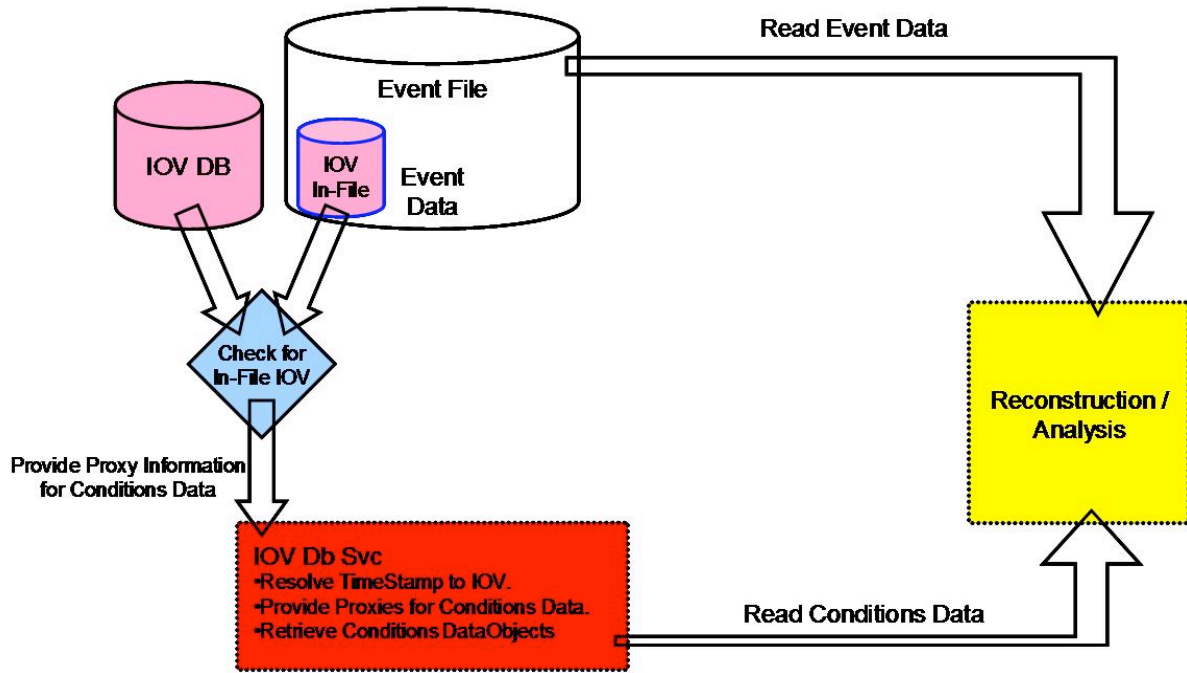 Read Event Data
Event File
IOV DB
IOV
In-File
Event
Data
Check for
In-File IOV
Reconstruction /
Analysis
Provide Proxy Information
for Conditions Data
IOV Db Svc
•Resolve TimeStamp to IOV.
•Provide Proxies for Conditions Data.
•Retrieve Conditions DataObjects
Read Conditions Data